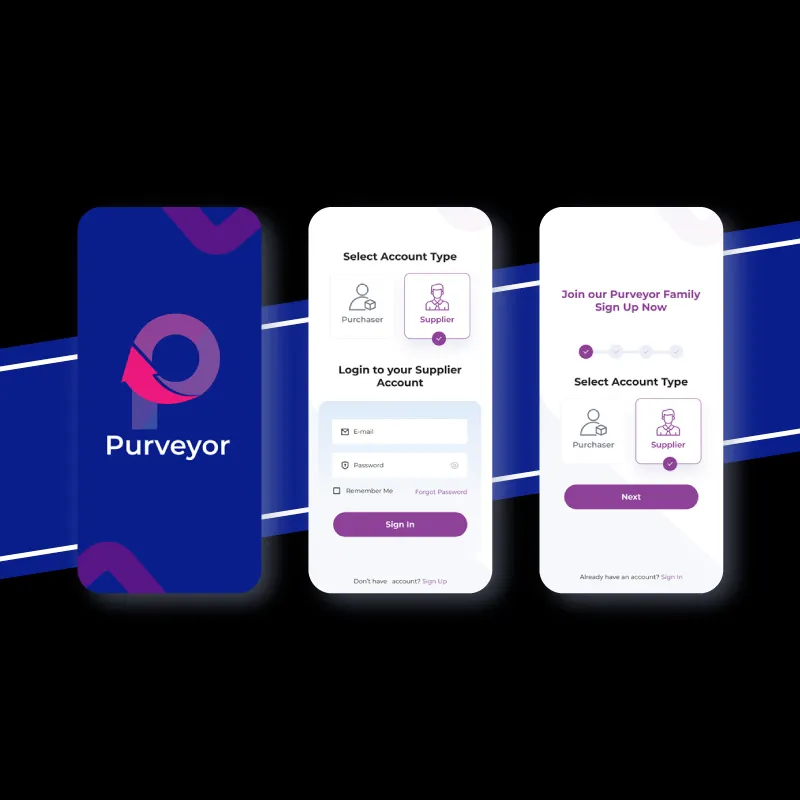 Purveyor
Select Account Type
Purchaser
Supplier
Login to your Supplier
Account
E-mail
Password
Remember Me
Forgot Password
Sign In
Don't have account? Sign Up
Join our Purveyor Family
Sign Up Now
Select Account Type
Purchaser
Supplier
Next
Already have an account? Sign In